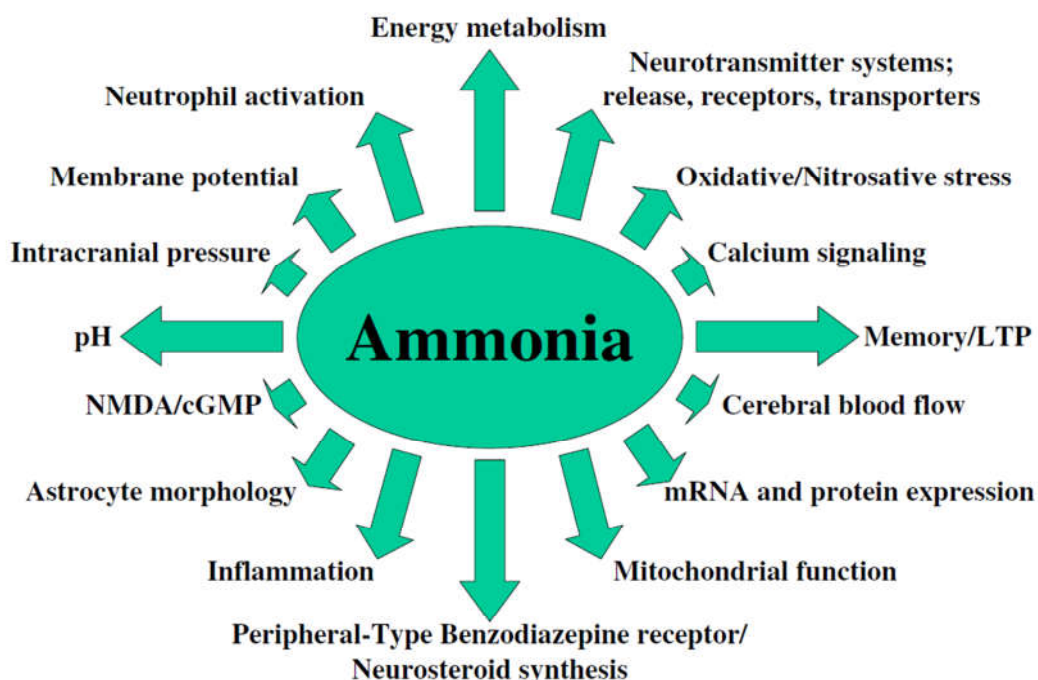 Energy metabolism
Neurotransmitter systems;
release, receptors, transporters
Neutrophil activation
Membrane potential
Oxidative/Nitrosative stress
Intracranial pressure
Calcium signaling
pH
Ammonia
Memory/LTP
NMDA/cGMP
Cerebral blood flow
Astrocyte morphology
mRNA and protein expression
Inflammation
Mitochondrial function
Peripheral-Type Benzodiazepine receptor/
Neurosteroid synthesis